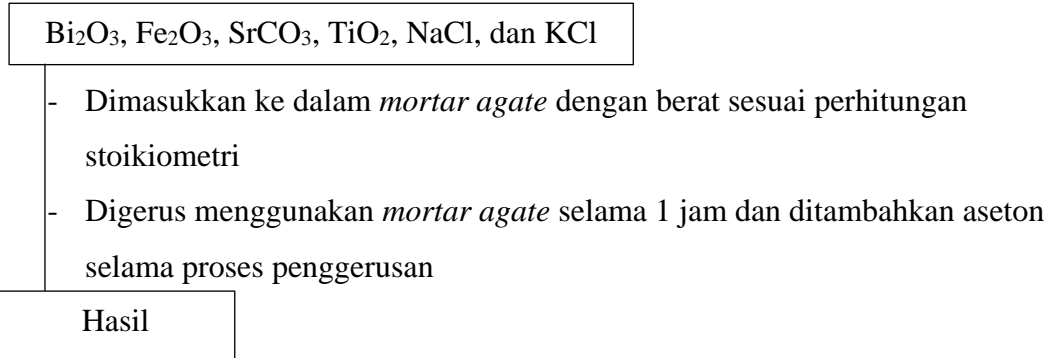 Bi₂O₃, Fe₂O₃, SrCO₃, TiO₂, NaCl, dan KCl
- Dimasukkan ke dalam mortar agate dengan berat sesuai perhitungan
stoikiometri
- Digerus menggunakan mortar agate selama 1 jam dan ditambahkan aseton
selama proses penggerusan
Hasil